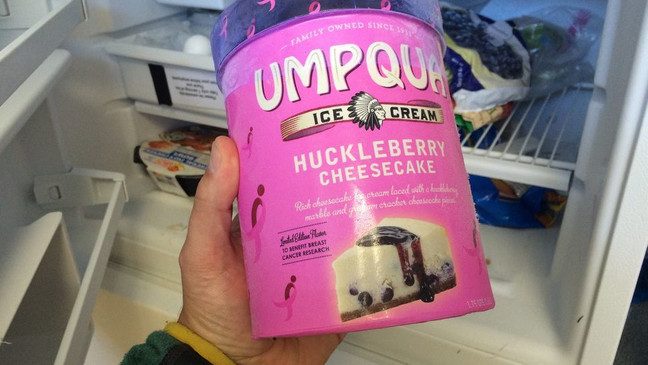 FAMILY OWNED SINCE
UMPQUA
ICE CREAM
HUCKLEBERRY
CHEESECAKE
Rich cheesecake ice cream laced with a huckleberry
marble and graham cracker cheesecake pieces.
Limited Edition Flavor
TO BENEFIT BREAST
CANCER RESEARCH